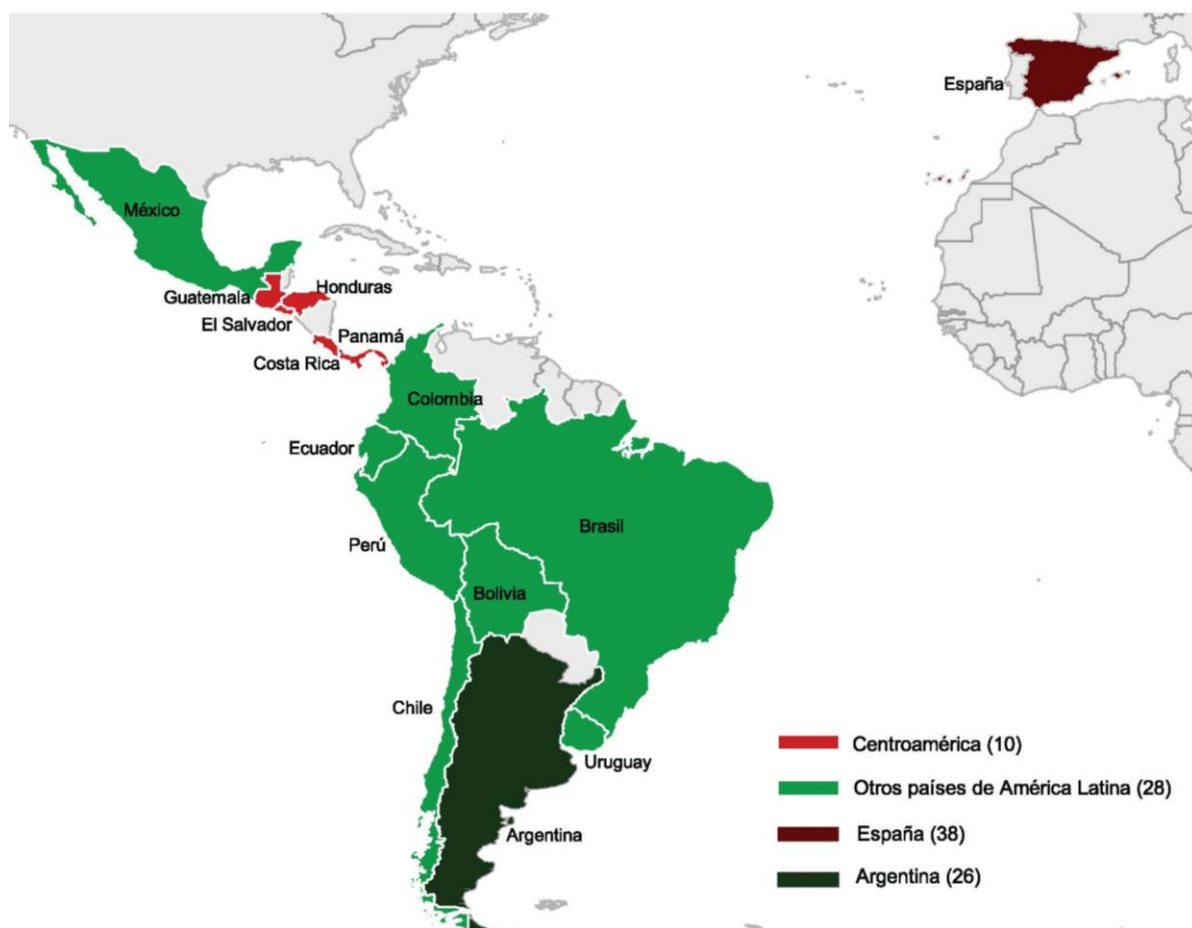 España
México
Guatemala
Honduras
El Salvador
Panamá
Costa Rica
Colombia
Ecuador
Brasil
Perú
Bolivia
Chile
Uruguay
Argentina
Centroamérica (10)
Otros países de América Latina (28)
España (38)
Argentina (26)